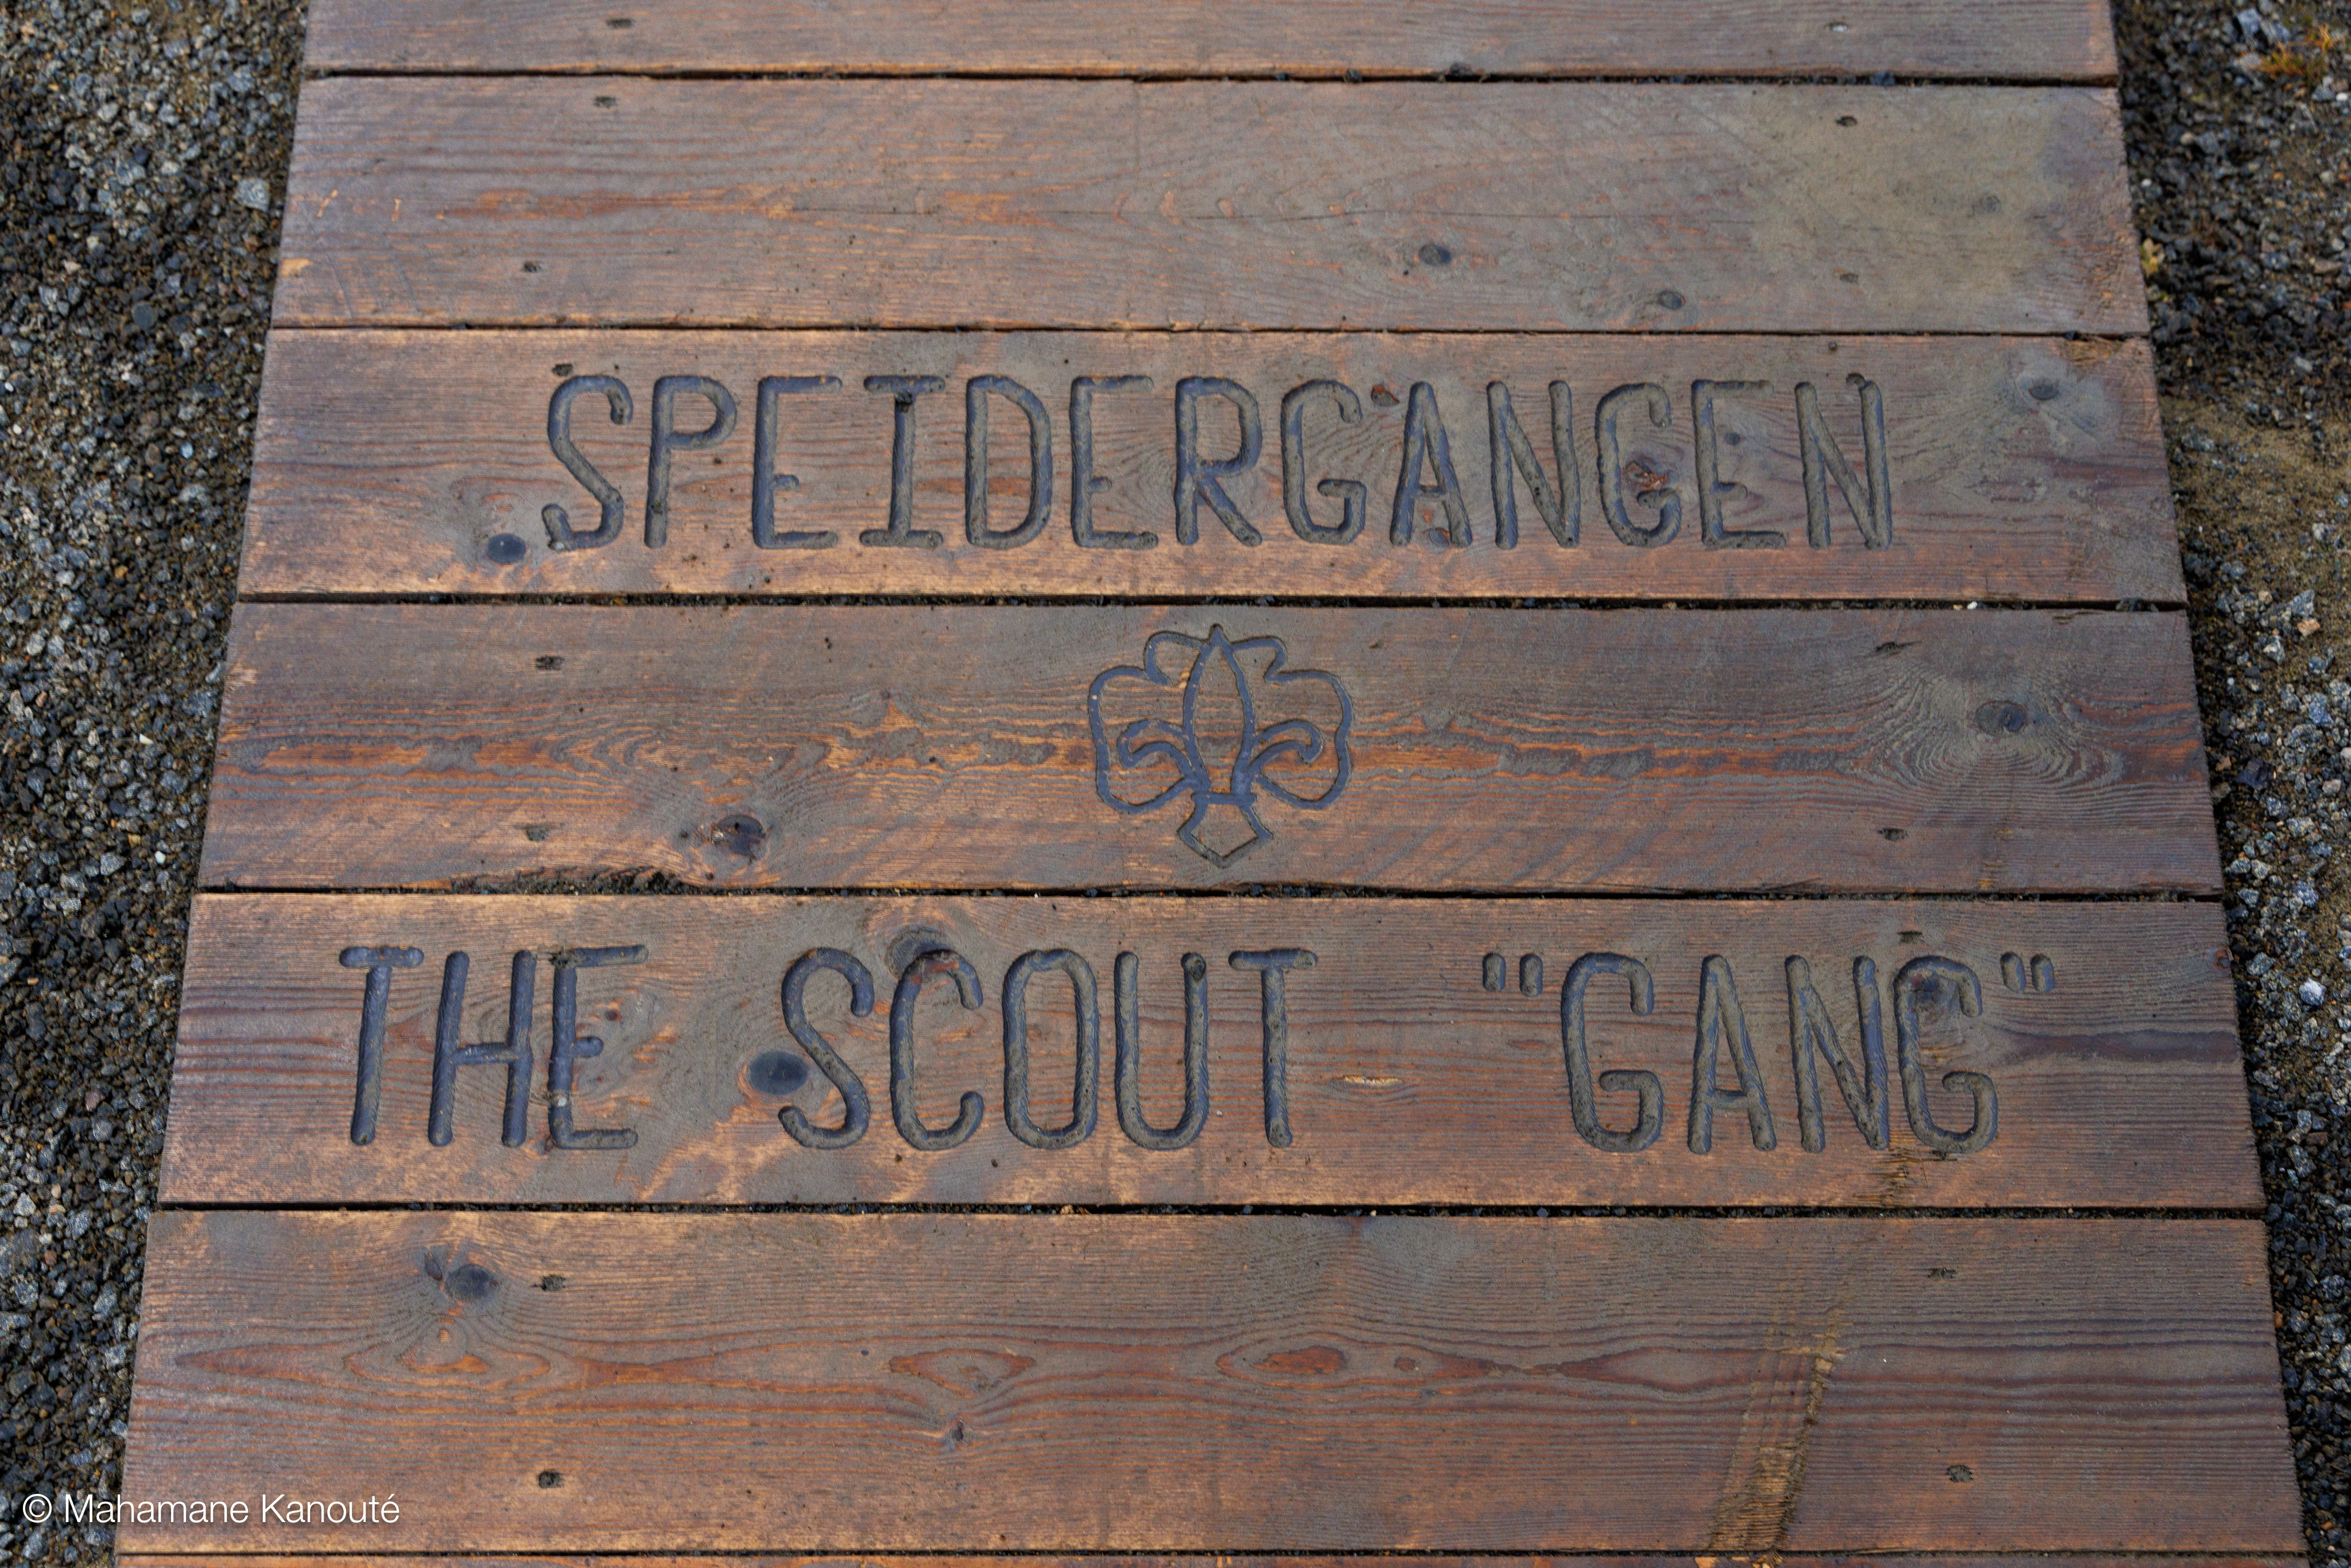 SPEIDERGANGEN
THE SCOUT "GANG"
© Mahamane Kanouté